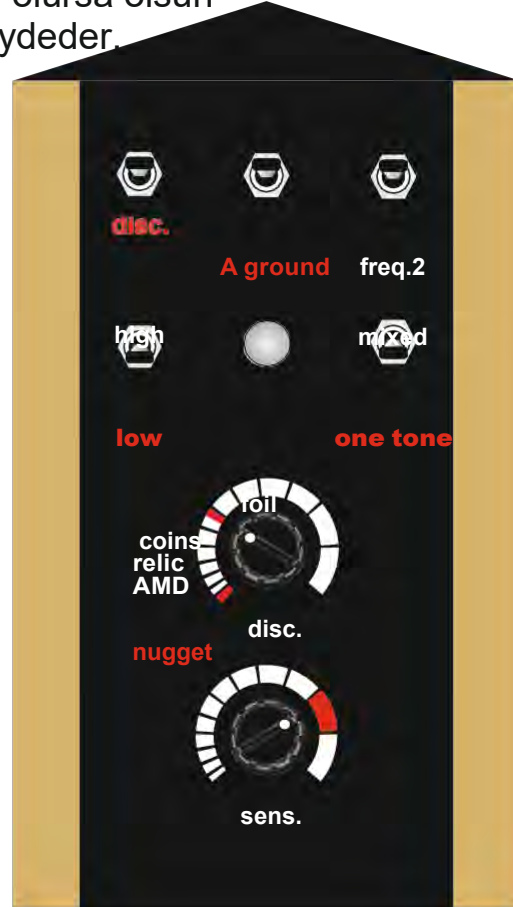 olursa olsun
ydeder.
disc.
A ground
freq.2
high
mixed
low
one tone
foil
coins
relic
AMD
disc.
nugget
sens.